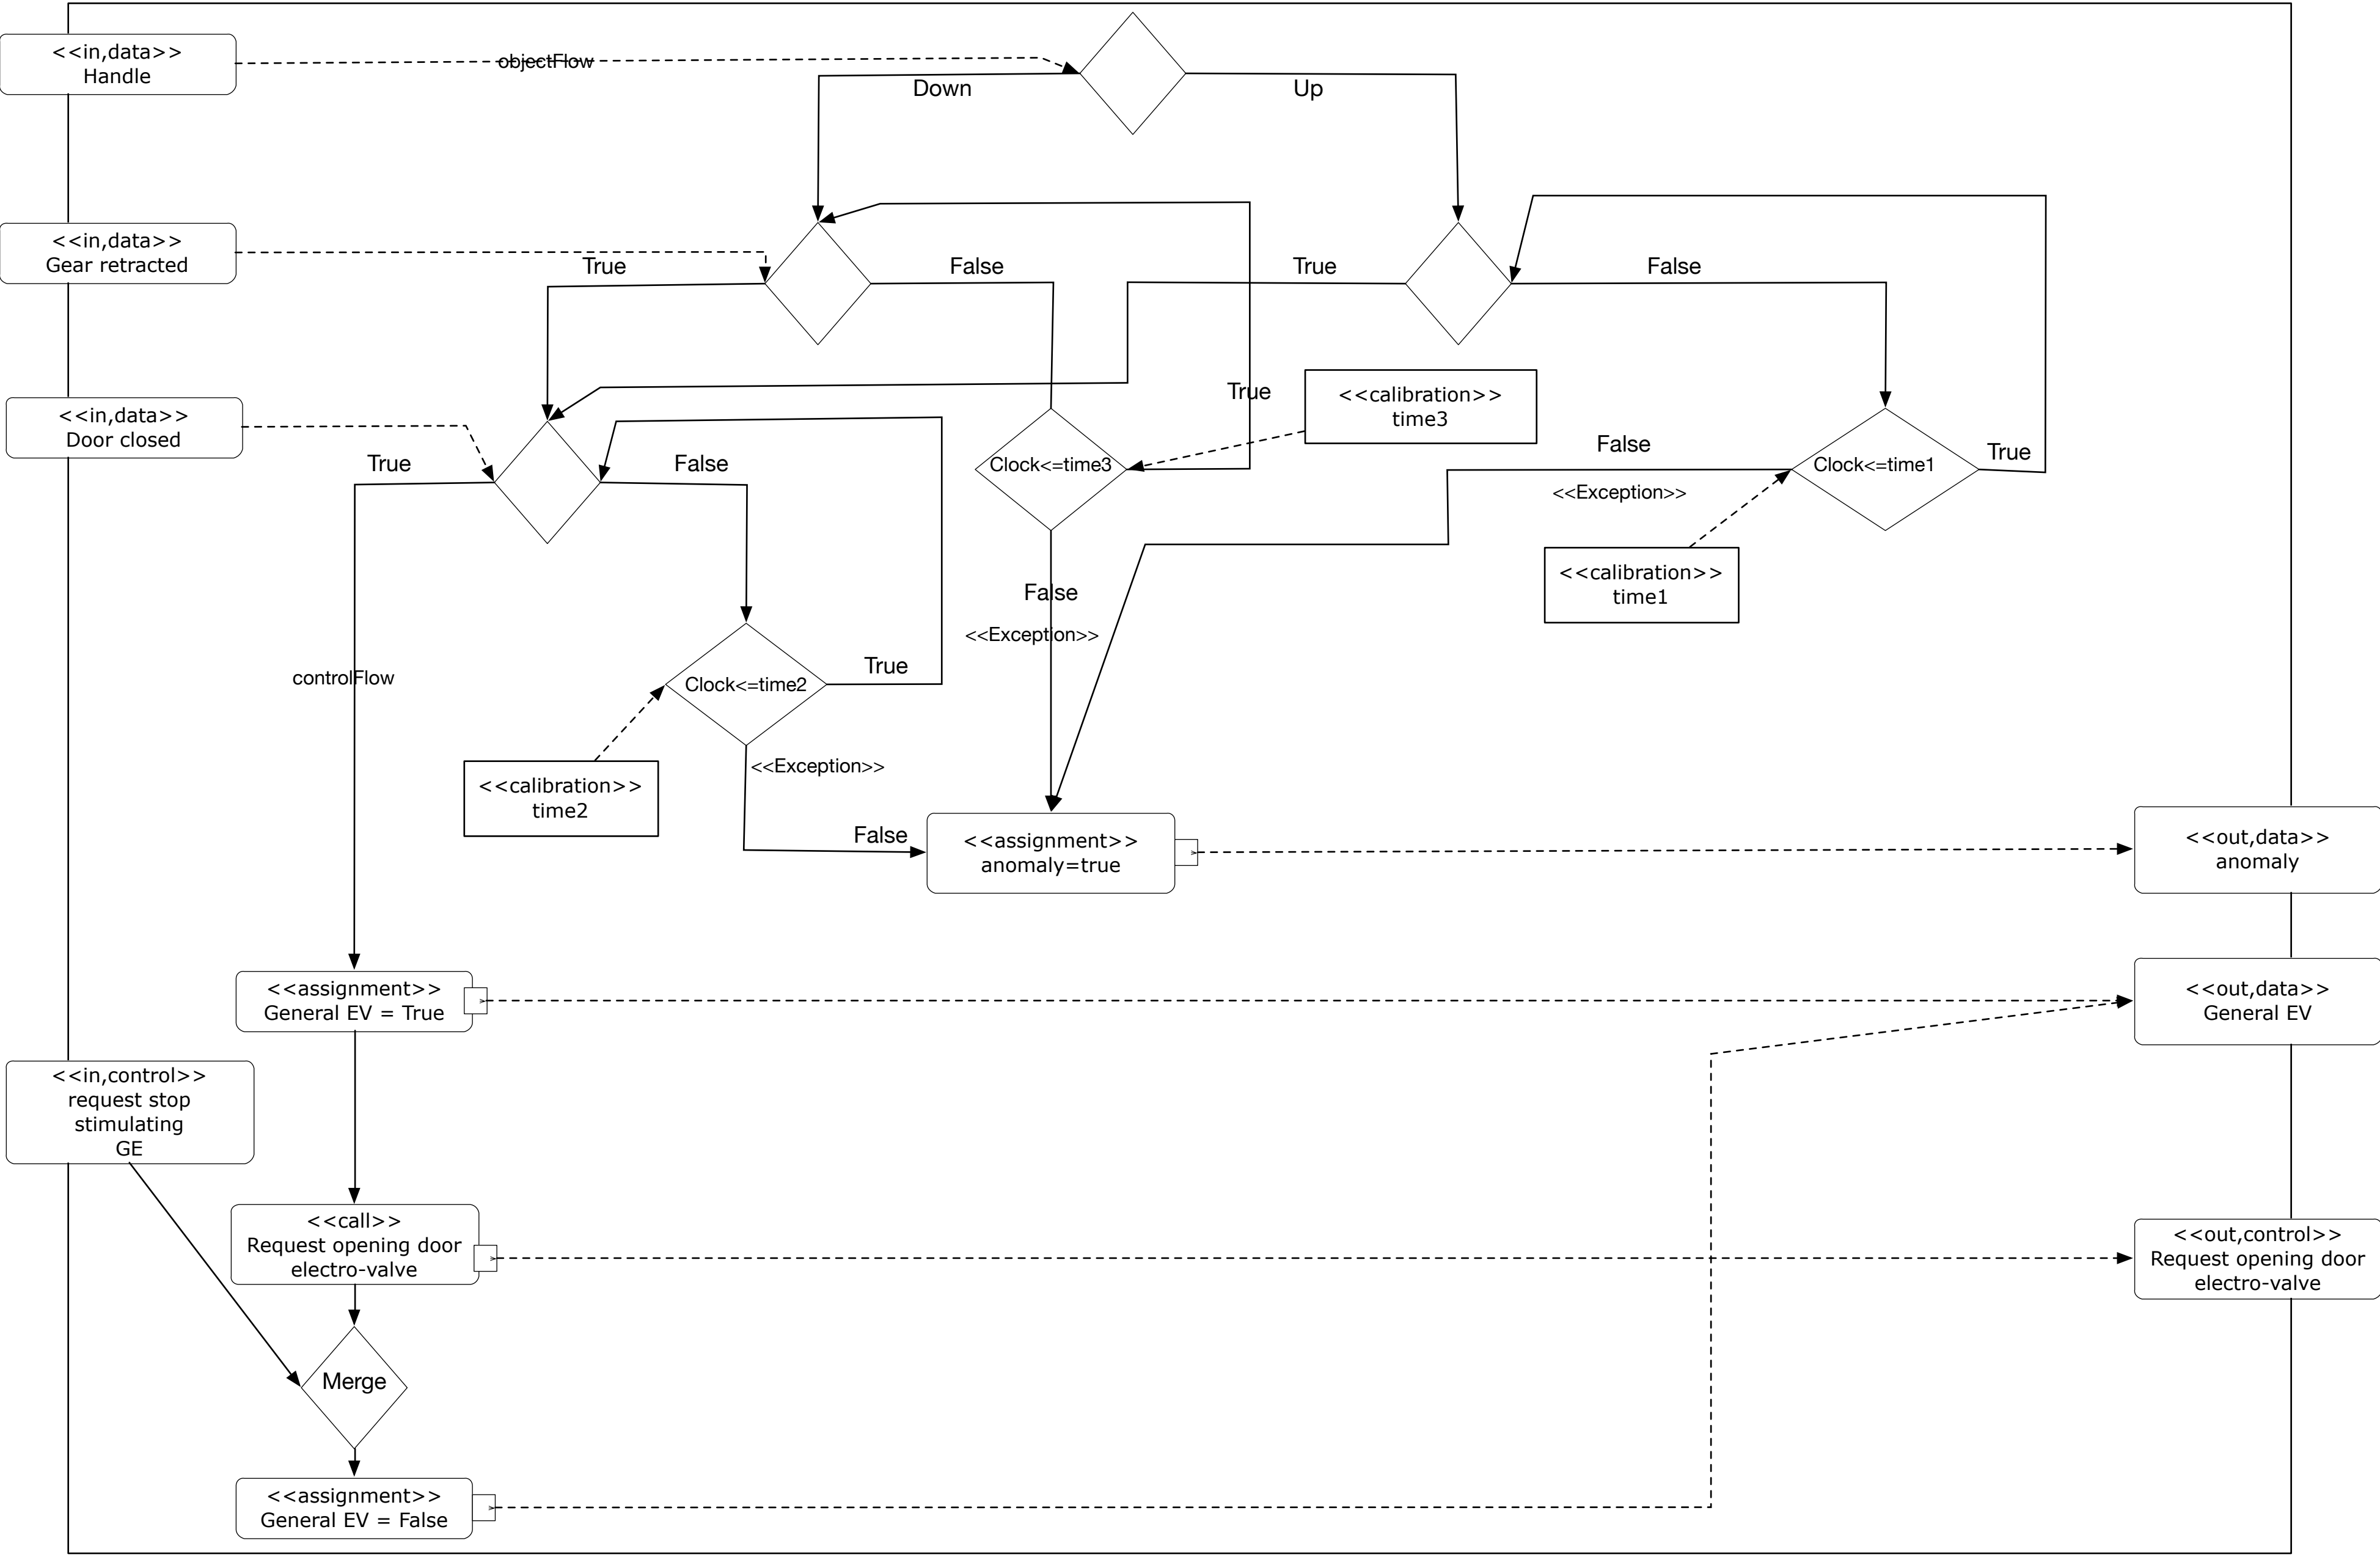 <<in,data>>
Handle
objectFlow
Down
Up
<<in,data>>
Gear retracted
True
False
True
False
<<in,data>>
Door closed
True
False
True
<<calibration>>
time3
Clock<=time3
False
<<Exception>>
Clock<=time1
True
<<calibration>>
time1
False
<<Exception>>
controlFlow
Clock<=time2
True
<<calibration>>
time2
<<Exception>>
False
<<assignment>>
anomaly=true
<<out,data>>
anomaly
<<assignment>>
General EV = True
<<out,data>>
General EV
<<in,control>>
request stop
stimulating
GE
<<call>>
Request opening door
electro-valve
<<out,control>>
Request opening door
electro-valve
Merge
<<assignment>>
General EV = False